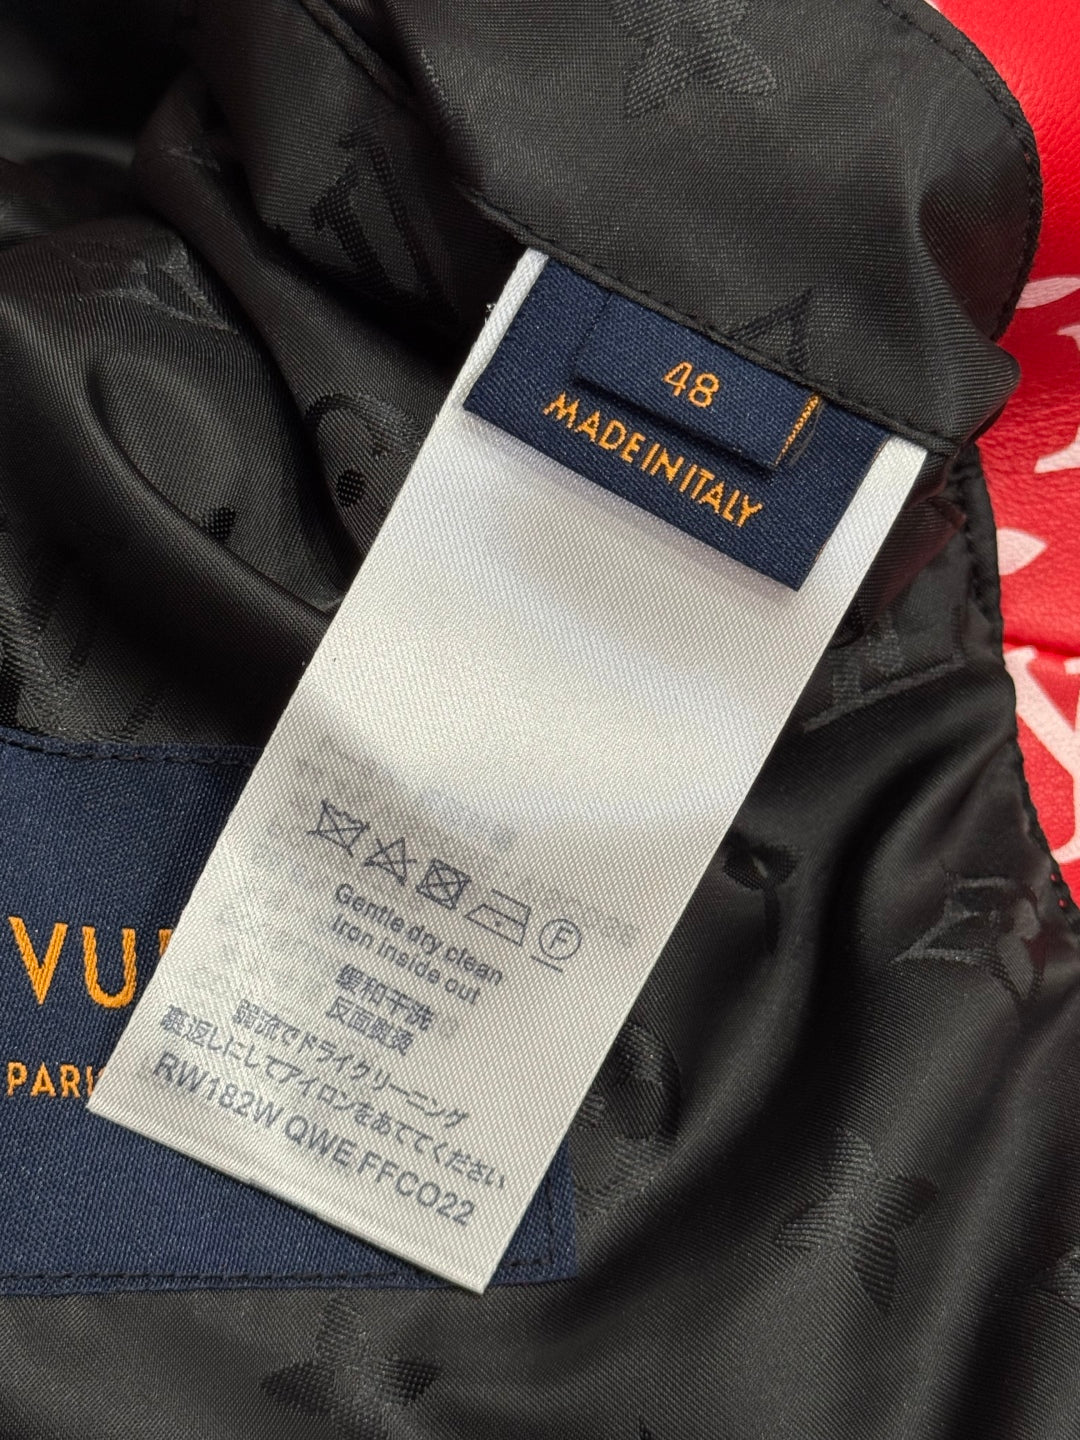 48
MADE IN ITALY
F
Gentle dry clean
Iron inside out
缓和干洗
反面熨烫
弱流でドライクリーニング
裏返しにしてアイロンをあててください
RW182W QWE FFCO22
VU
PARI